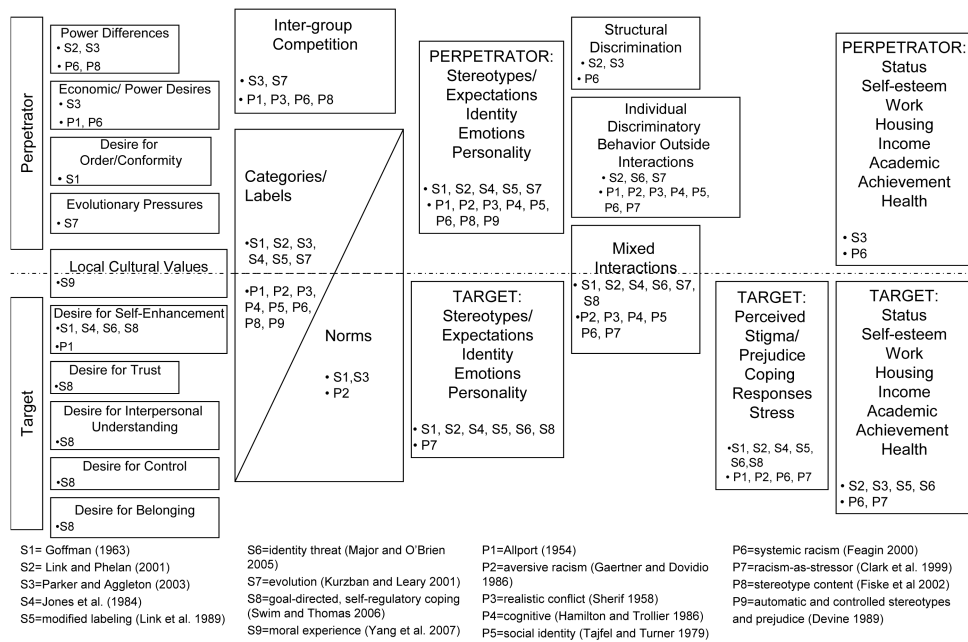 Perpetrator
Target
Power Differences
• S2, S3
• P6, P8
Economic/ Power Desires
• S3
• P1, P6
Desire for
Order/Conformity
• S1
Evolutionary Pressures
• S7
Local Cultural Values
•S9
Desire for Self-Enhancement
•S1, S4, S6, S8
•P1
Desire for Trust
•S8
Desire for Interpersonal
Understanding
•S8
Desire for Control
•S8
Desire for Belonging
•S8
Inter-group
Competition
• S3, S7
• P1, P3, P6, P8
Categories/
Labels
•S1, S2, S3,
S4, S5, S7
•P1, P2, P3,
P4, P5, P6,
P8, P9
Norms
• S1,S3
• P2
PERPETRATOR:
Stereotypes/
Expectations
Identity
Emotions
Personality
• S1, S2, S4, S5, S7
• P1, P2, P3, P4, P5,
P6, P8, P9
TARGET:
Stereotypes/
Expectations
Identity
Emotions
Personality
• S1, S2, S4, S5, S6, S8
• P7
Structural
Discrimination
• S2, S3
• P6
Individual
Discriminatory
Behavior Outside
Interactions
• S2, S6, S7
• P1, P2, P3, P4, P5,
P6, P7
Mixed
Interactions
• S1, S2, S4, S6, S7,
S8
•P2, P3, P4, P5
P6, P7
TARGET:
Perceived
Stigma/
Prejudice
Coping
Responses
Stress
•S1, S2, S4, S5,
S6,S8
• P1, P2, P6, P7
PERPETRATOR:
Status
Self-esteem
Work
Housing
Income
Academic
Achievement
Health
• S3
• P6
TARGET:
Status
Self-esteem
Work
Housing
Income
Academic
Achievement
Health
• S2, S3, S5, S6
• P6, P7
S1= Goffman (1963)
S2= Link and Phelan (2001)
S3=Parker and Aggleton (2003)
S4=Jones et al. (1984)
S5=modified labeling (Link et al. 1989)
S6=identity threat (Major and O'Brien
2005)
S7=evolution (Kurzban and Leary 2001)
S8=goal-directed, self-regulatory coping
(Swim and Thomas 2006)
S9=moral experience (Yang et al. 2007)
P1=Allport (1954)
P2=aversive racism (Gaertner and Dovidio
1986)
P3=realistic conflict (Sherif 1958)
P4=cognitive (Hamilton and Trollier 1986)
P5=social identity (Tajfel and Turner 1979)
P6=systemic racism (Feagin 2000)
P7=racism-as-stressor (Clark et al. 1999)
P8=stereotype content (Fiske et al 2002)
P9=automatic and controlled stereotypes
and prejudice (Devine 1989)